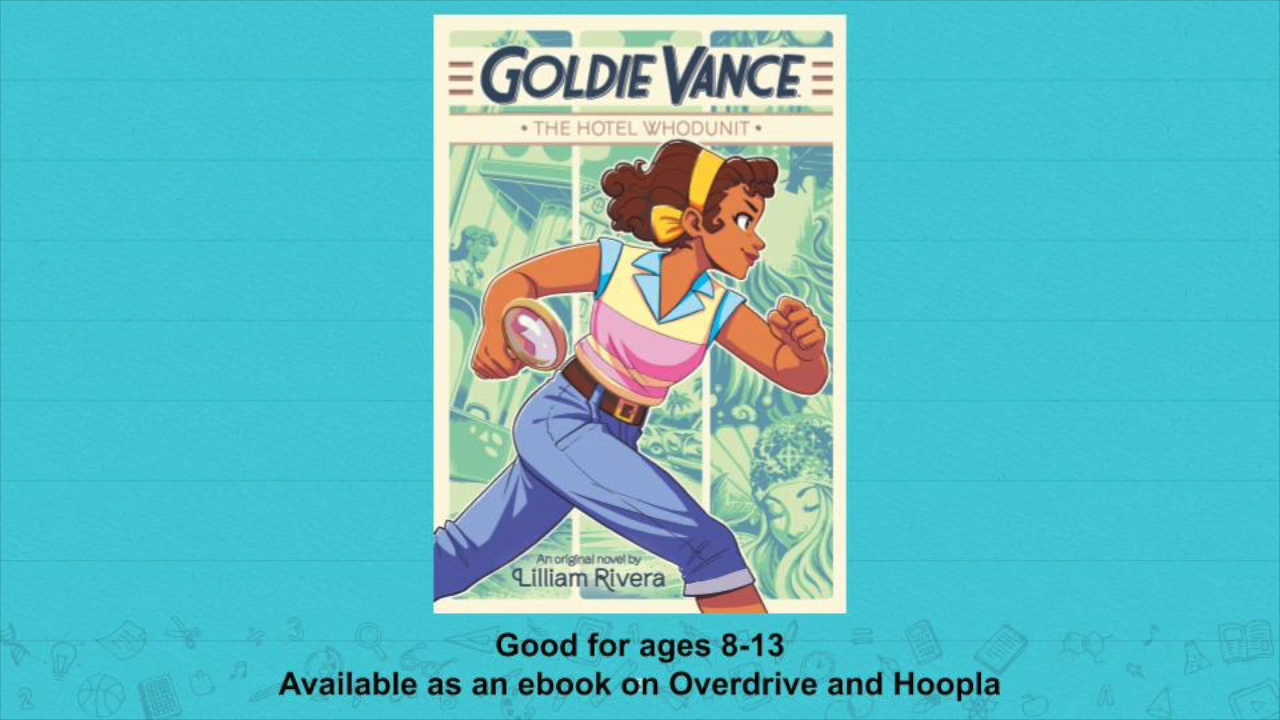 GOLDIE VANCE
• THE HOTEL WHODUNIT •
An original novel by
Lilliam Rivera
Good for ages 8-13
Available as an ebook on Overdrive and Hoopla